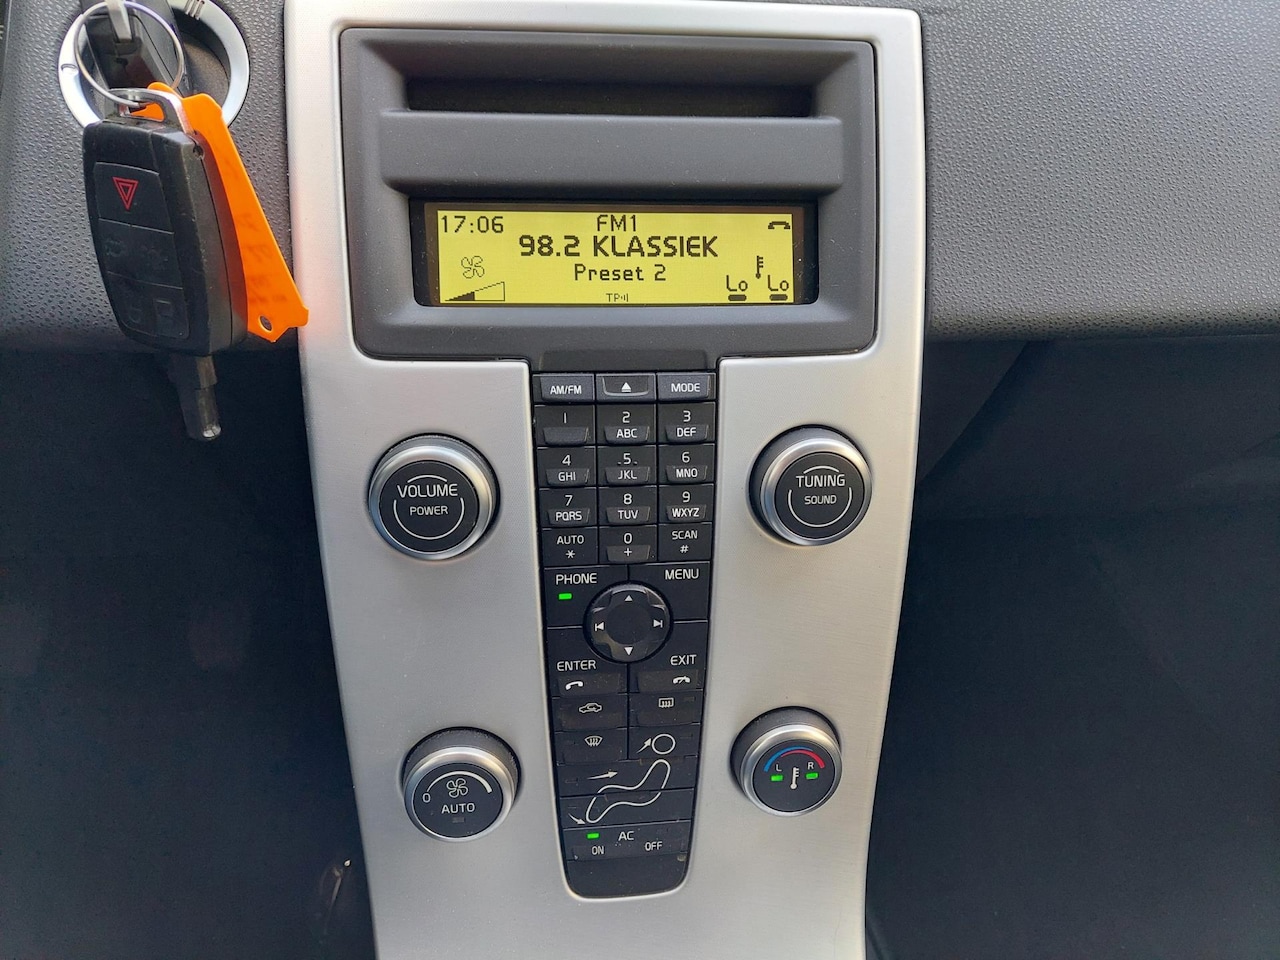 17:06 FM1
98.2 KLASSIEK
Preset 2
Lo Lo
TP
AM/FM MODE
1 2 3
ABC DEF
4 5 6
GHI JKL MNO
7 8 9
PQRS TUV WXYZ
AUTO 0 SCAN
* + #
VOLUME
POWER
TUNING
SOUND
PHONE MENU
ENTER EXIT
0
AUTO
L R
AC
ON OFF